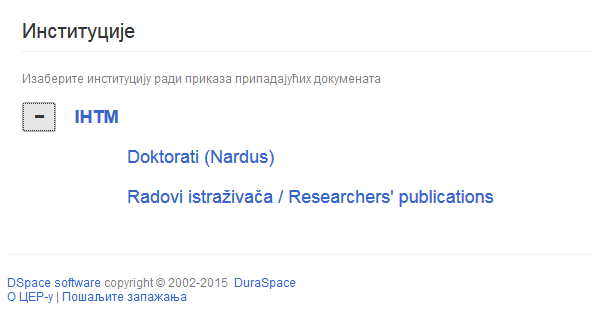 Институције
Изаберите институцију ради приказа припадајућих докумената
IHTM
Doktorati (Nardus)
Radovi istraživača / Researchers' publications
DSpace software copyright © 2002-2015 DuraSpace
О ЦЕР-у | Пошаљите запажања